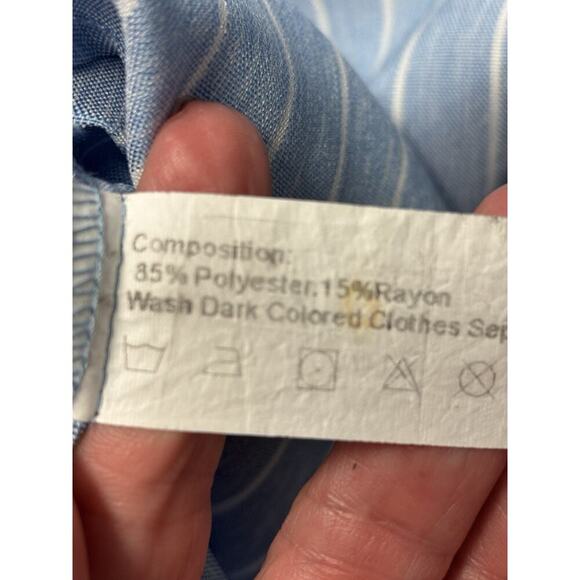 Composition:
85% Polyester.15%Rayon
Wash Dark Colored Clothes Sep